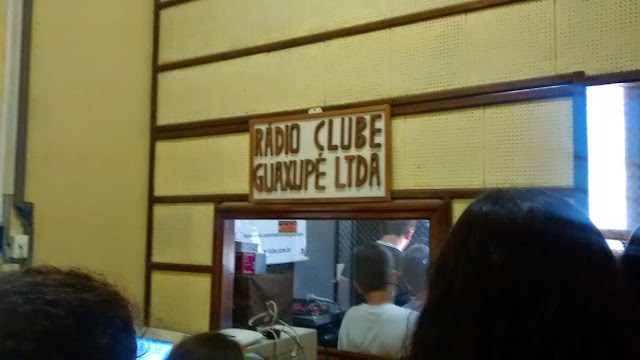 RÁDIO CLUBE
GUAXUPÉ LTDA